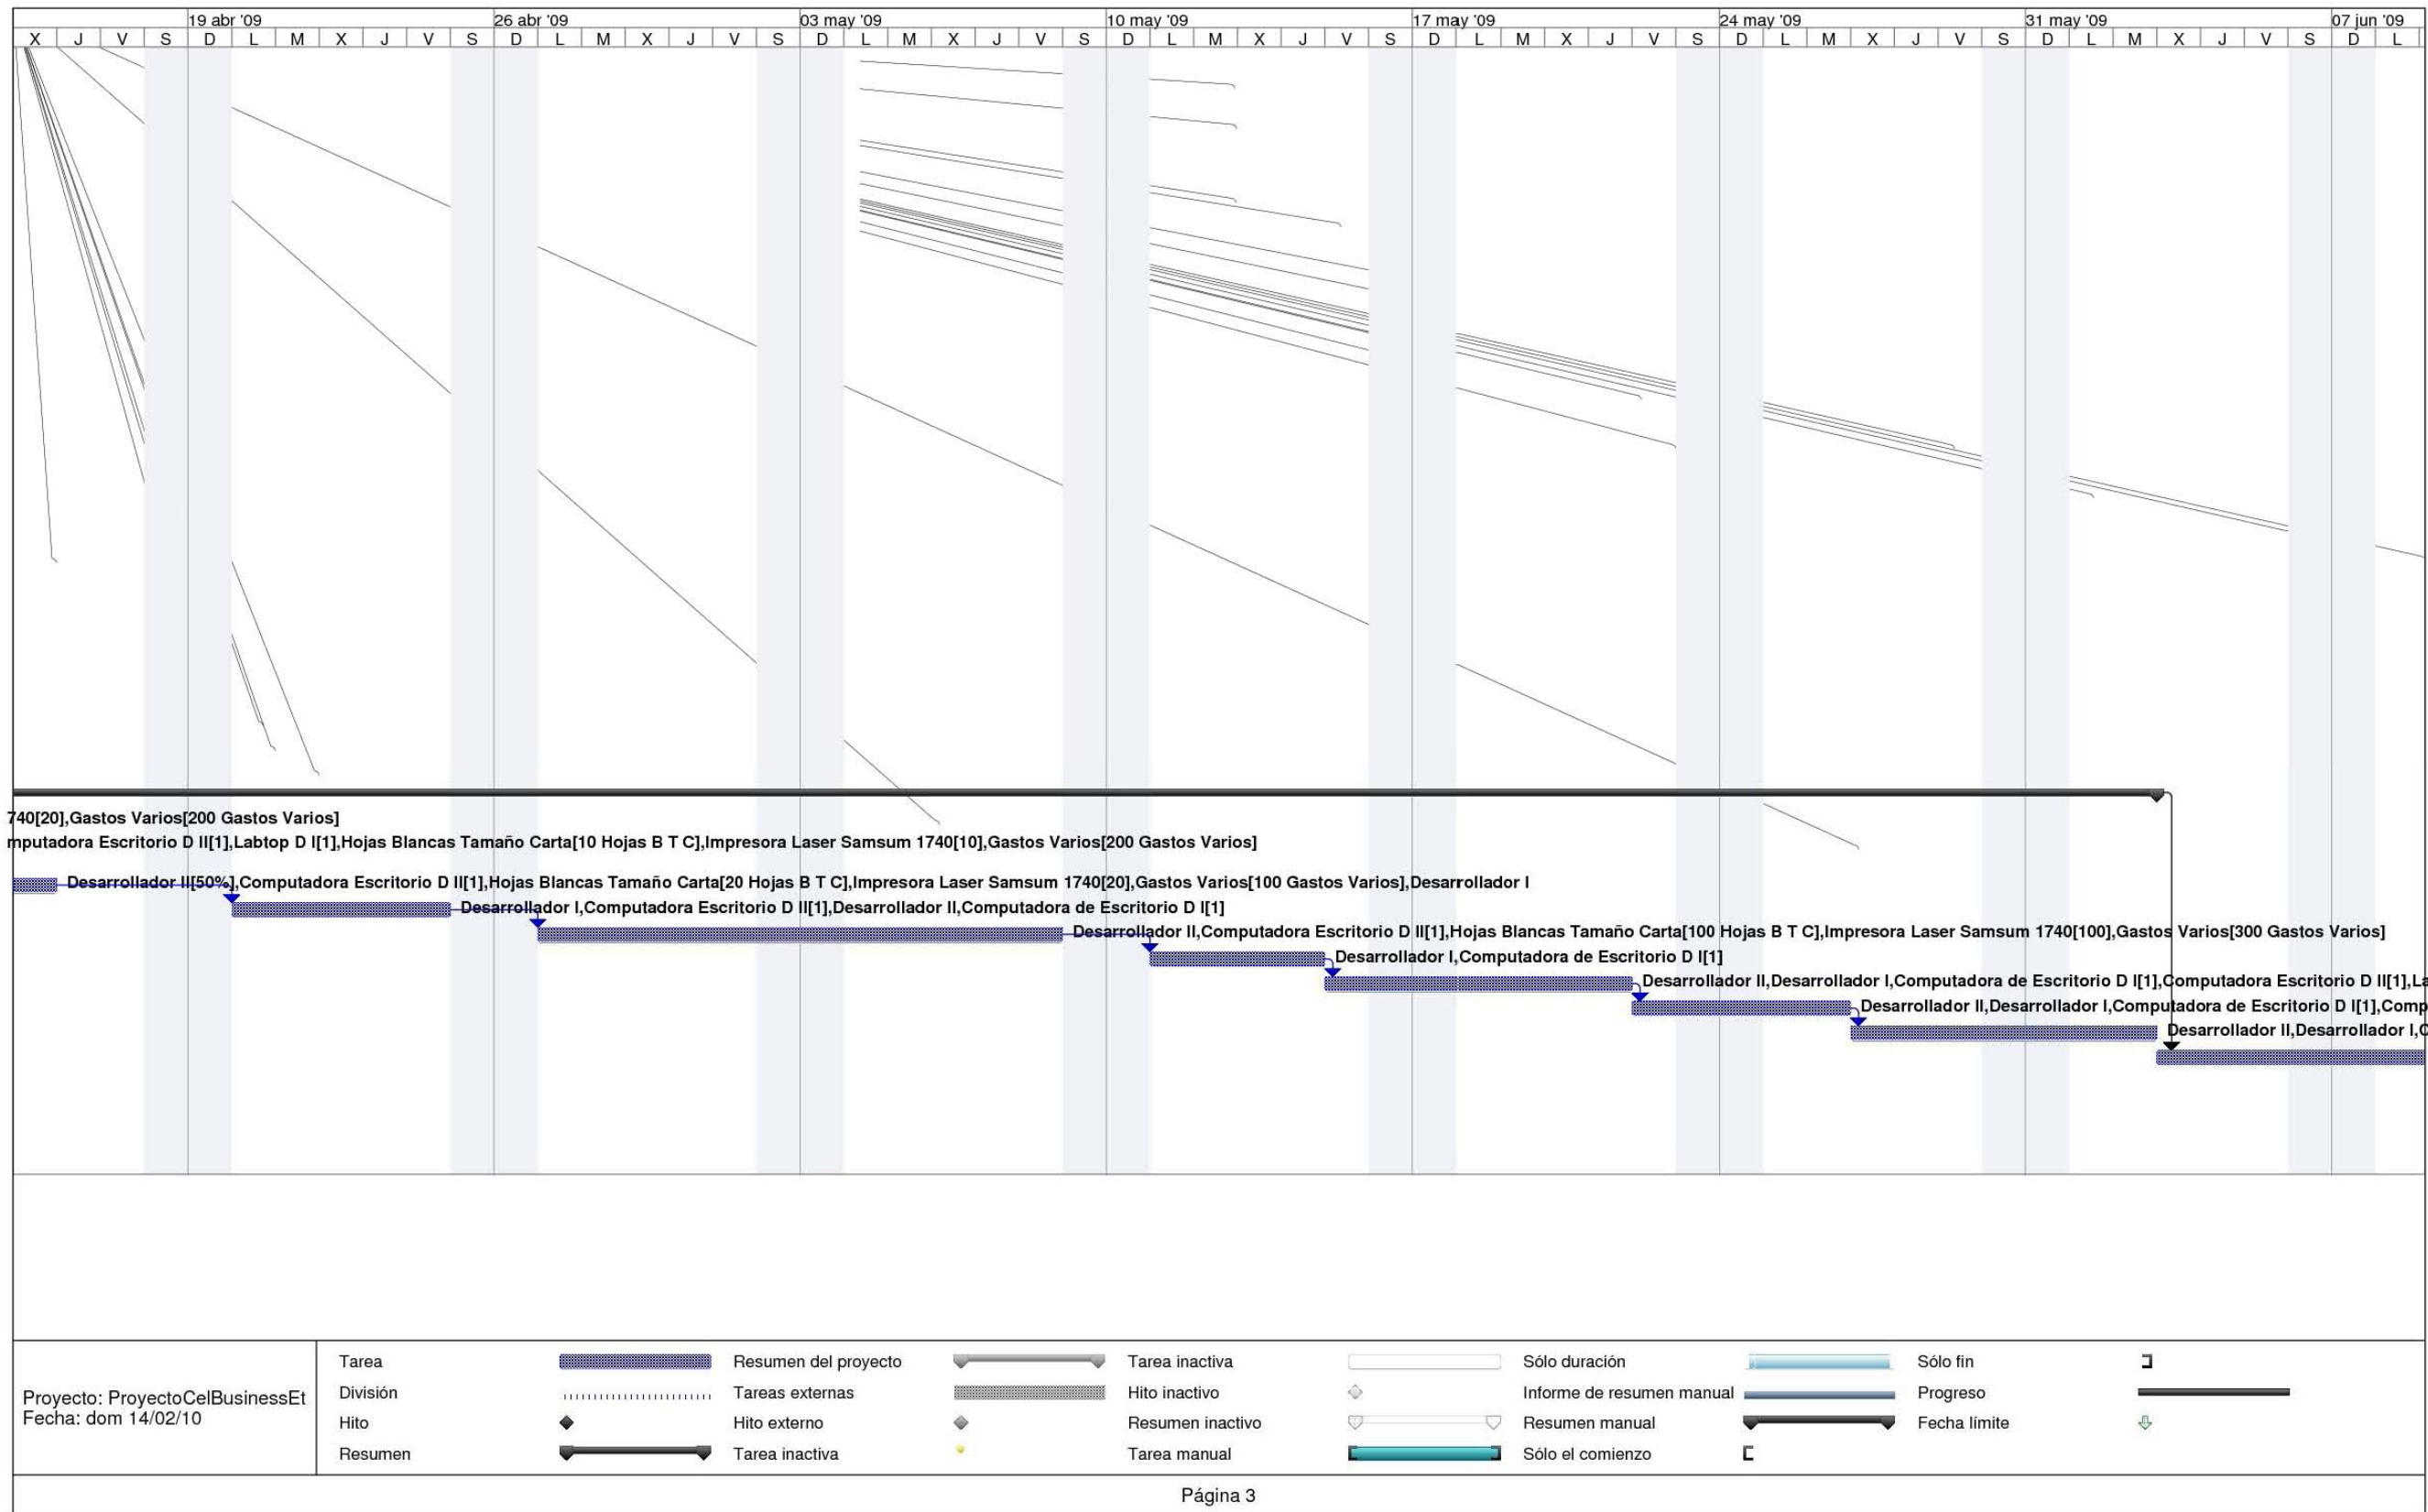 19 abr '09 26 abr '09 03 may '09 10 may '09 17 may '09 24 may '09 31 may '09 07 jun '09
X J V S D L M X J V S D L M X J V S D L M X J V S D L M X J V S D L M X J V S D L M X J V S D L M X J V S D L
740[20],Gastos Varios[200 Gastos Varios]
mputadora Escritorio D II[1],Labtop D I[1],Hojas Blancas Tamaño Carta[10 Hojas B T C],Impresora Laser Samsum 1740[10],Gastos Varios[200 Gastos Varios]
Desarrollador II[50%],Computadora Escritorio D II[1],Hojas Blancas Tamaño Carta[20 Hojas B T C],Impresora Laser Samsum 1740[20],Gastos Varios[100 Gastos Varios],Desarrollador I
Desarrollador I,Computadora Escritorio D II[1],Desarrollador II,Computadora de Escritorio D I[1]
Desarrollador II,Computadora Escritorio D II[1],Hojas Blancas Tamaño Carta[100 Hojas B T C],Impresora Laser Samsum 1740[100],Gastos Varios[300 Gastos Varios]
Desarrollador I,Computadora de Escritorio D I[1]
Desarrollador II,Desarrollador I,Computadora de Escritorio D I[1],Computadora Escritorio D II[1],La
Desarrollador II,Desarrollador I,Computadora de Escritorio D I[1],Comp
Desarrollador II,Desarrollador I,C
Proyecto: ProyectoCelBusinessEt
Fecha: dom 14/02/10
Tarea Resumen del proyecto Tarea inactiva Sólo duración Sólo fin
División Tareas externas Hito inactivo Informe de resumen manual Progreso
Hito Hito externo Resumen inactivo Resumen manual Fecha límite
Resumen Tarea inactiva Tarea manual Sólo el comienzo
Página 3